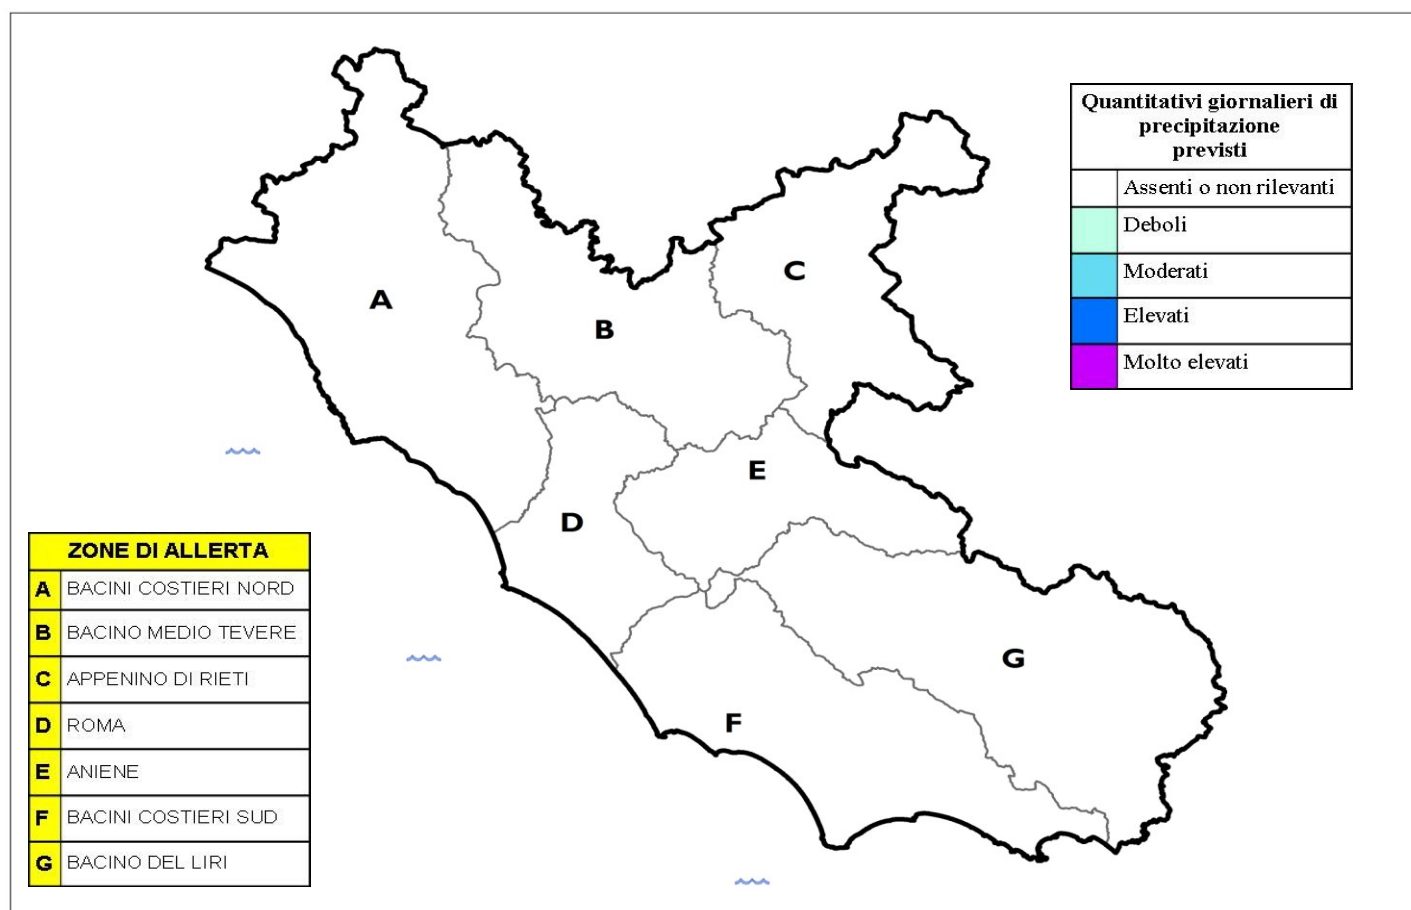 Quantitativi giornalieri di
precipitazione
previsti
Assenti o non rilevanti
Deboli
Moderati
Elevati
Molto elevati
A
B
C
D
E
F
G
ZONE DI ALLERTA
A BACINI COSTIERI NORD
B BACINO MEDIO TEVERE
C APPENINO DI RIETI
D ROMA
E ANIENE
F BACINI COSTIERI SUD
G BACINO DEL LIRI